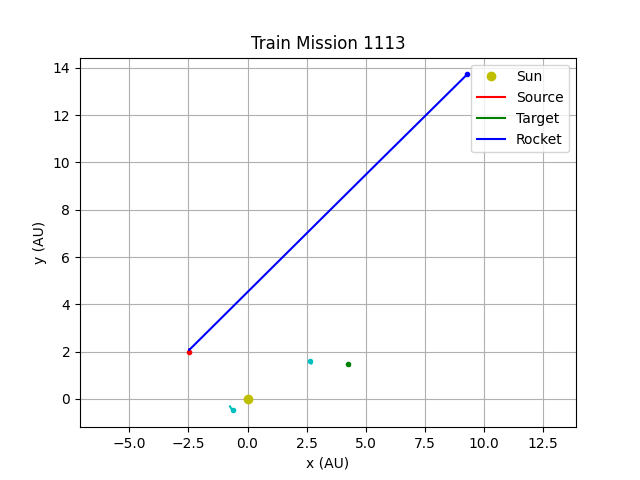 Train Mission 1113
Sun
Source
Target
Rocket
14
12
10
8
6
4
2
0
y (AU)
−5.0 −2.5 0.0 2.5 5.0 7.5 10.0 12.5
x (AU)